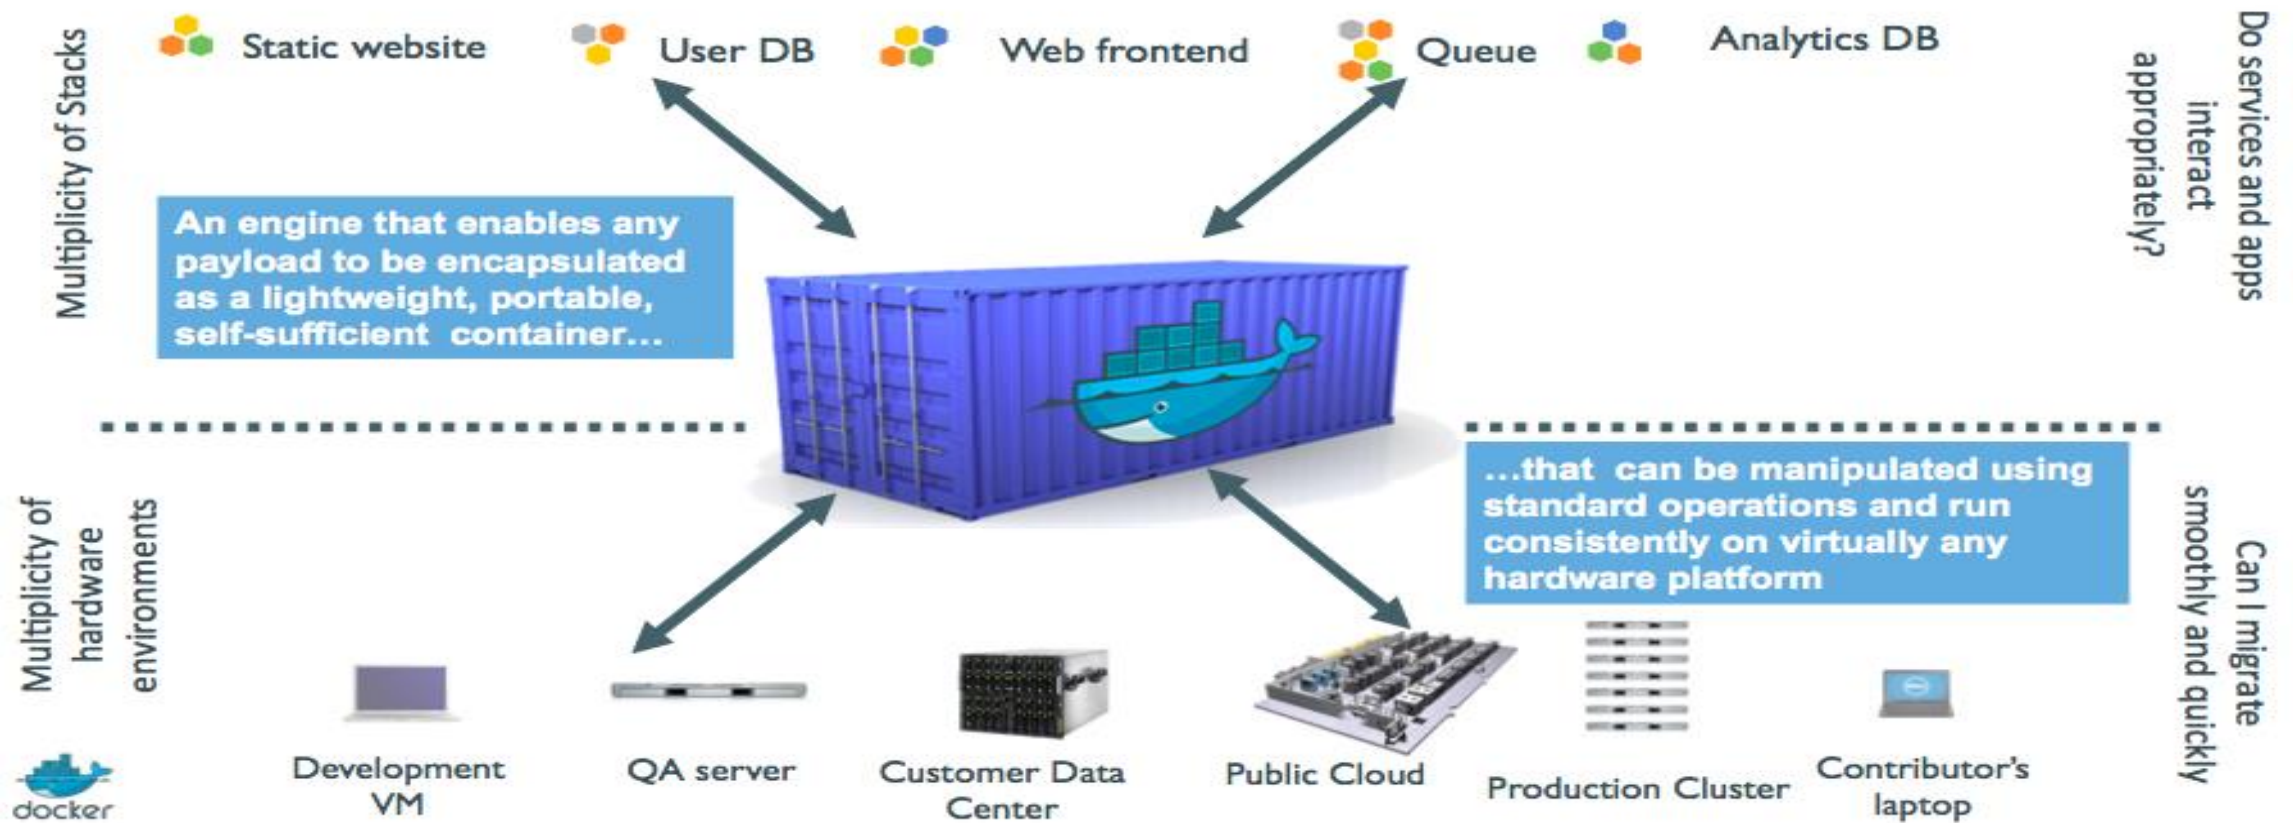 Multiplicity of Stacks
Static website
User DB
Web frontend
Queue
Analytics DB
Do services and apps
interact
appropriately?
An engine that enables any
payload to be encapsulated
as a lightweight, portable,
self-sufficient container...
...that can be manipulated using
standard operations and run
consistently on virtually any
hardware platform
Multiplicity of
hardware
environments
Can I migrate
smoothly and quickly
Development
VM
QA server
Customer Data
Center
Public Cloud
Production Cluster
Contributor's
laptop
docker